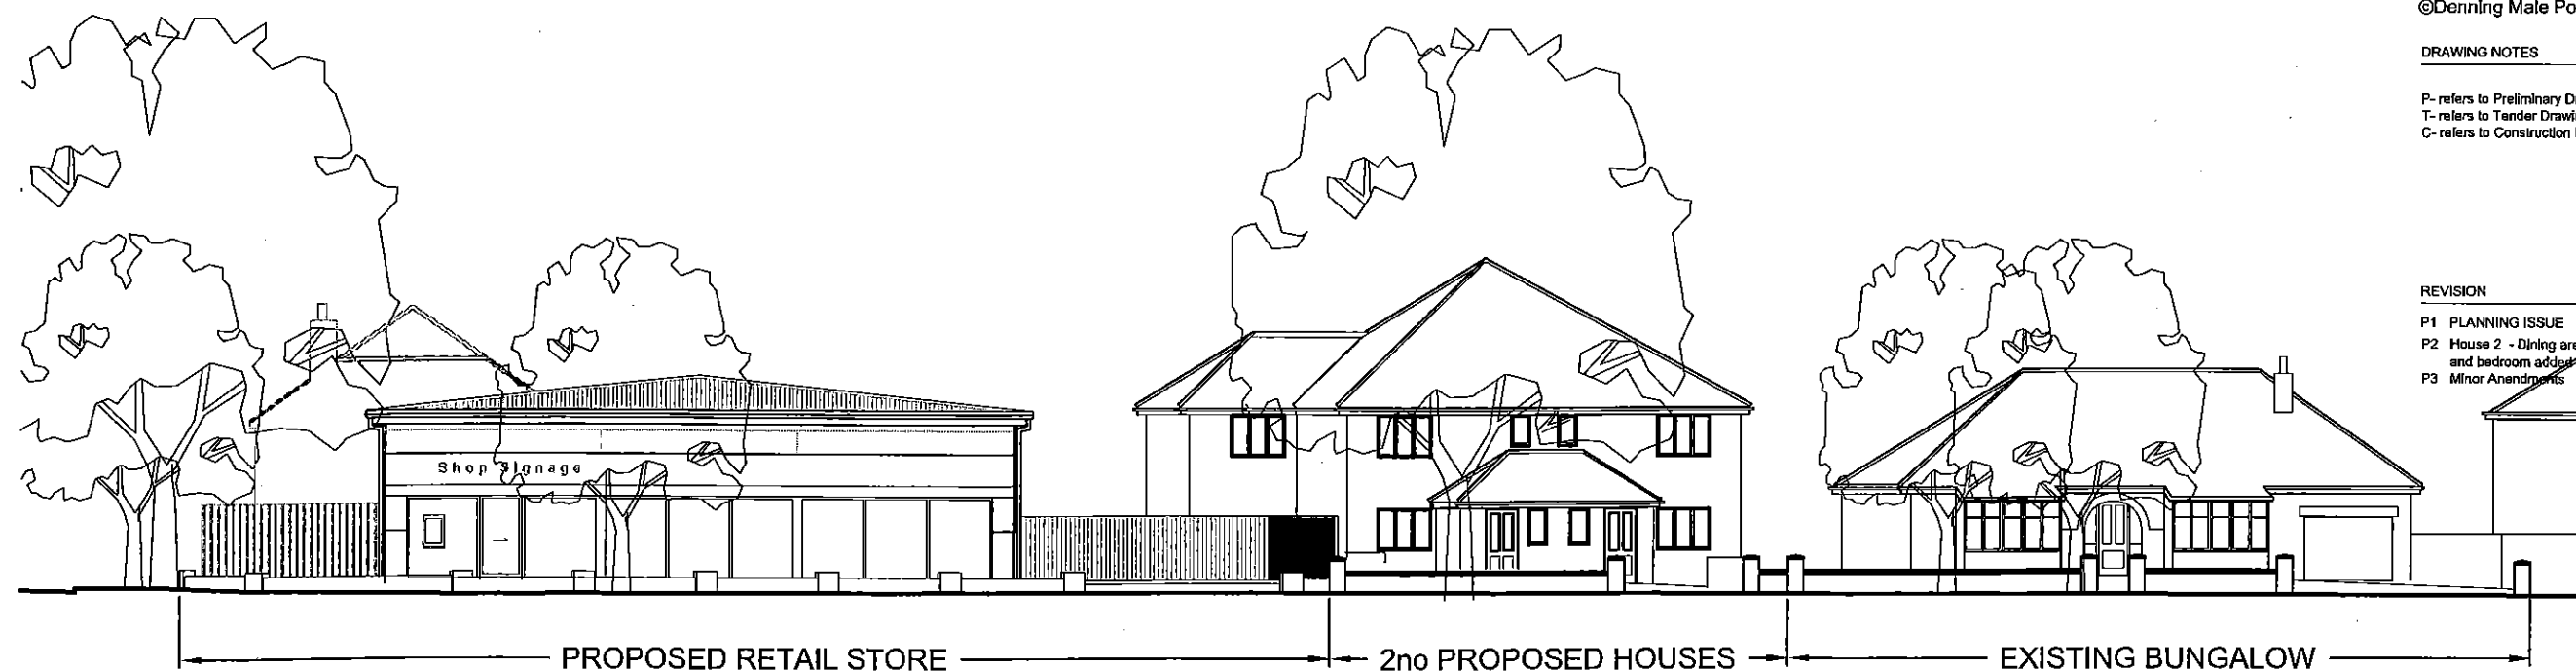 ©Denning Male Po
DRAWING NOTES
P- refers to Preliminary D
T- refers to Tender Drawi
C- refers to Construction
REVISION
P1 PLANNING ISSUE
P2 House 2 - Dining are
and bedroom added
P3 Minor Anendments
Shop Signage
PROPOSED RETAIL STORE
2no PROPOSED HOUSES
EXISTING BUNGALOW